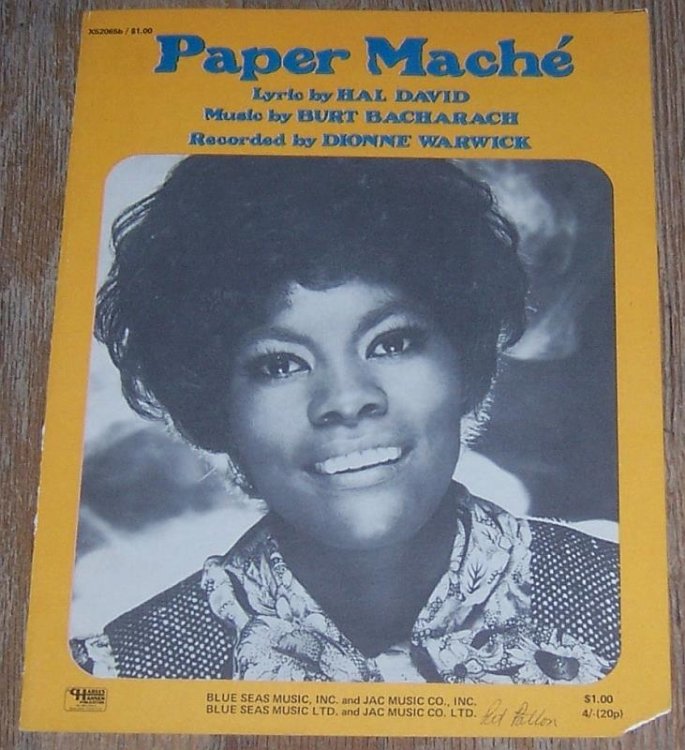 XS2065b / $1.00
Paper Maché
Lyric by HAL DAVID
Music by BURT BACHARACH
Recorded by DIONNE WARWICK
CHARLES
HANSEN
BLUE SEAS MUSIC, INC. and JAC MUSIC CO., INC.
BLUE SEAS MUSIC LTD. and JAC MUSIC CO. LTD.
$1.00
4/-(20p)